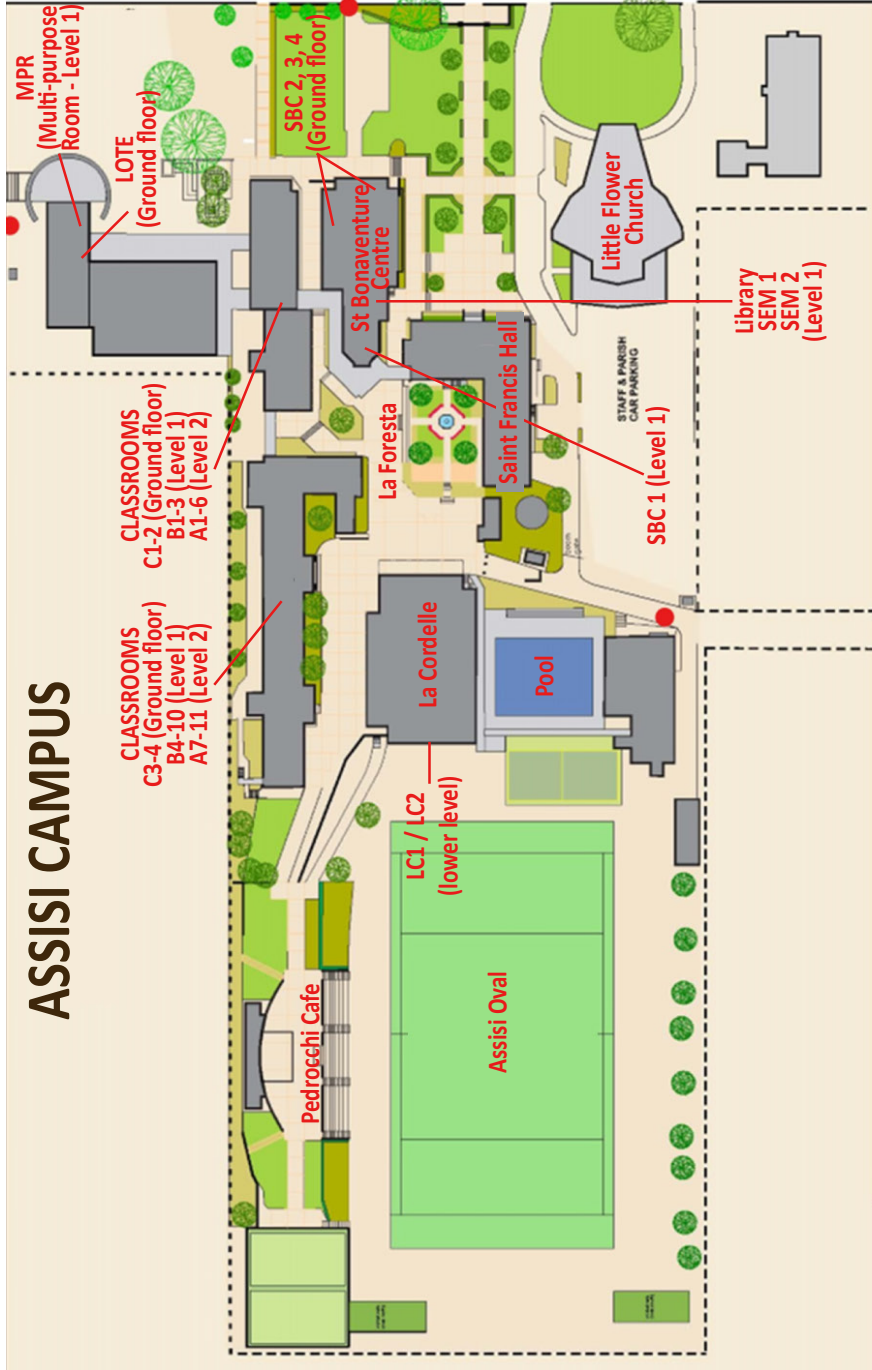 ASSISI CAMPUS
MPR
(Multi-purpose
Room - Level 1)
LOTE
(Ground floor)
SBC 2, 3, 4
(Ground floor)
CLASSROOMS
C1-2 (Ground floor)
B1-3 (Level 1)
A1-6 (Level 2)
CLASSROOMS
C3-4 (Ground floor)
B4-10 (Level 1)
A7-11 (Level 2)
St Bonaventure
Centre
Little Flower
Church
La Foresta
Saint Francis Hall
Library
SEM 1
SEM 2
(Level 1)
STAFF & PARISH
CAR PARKING
SBC 1 (Level 1)
La Cordelle
Pool
LC1 / LC2
(lower level)
Pedrocchi Cafe
Assisi Oval